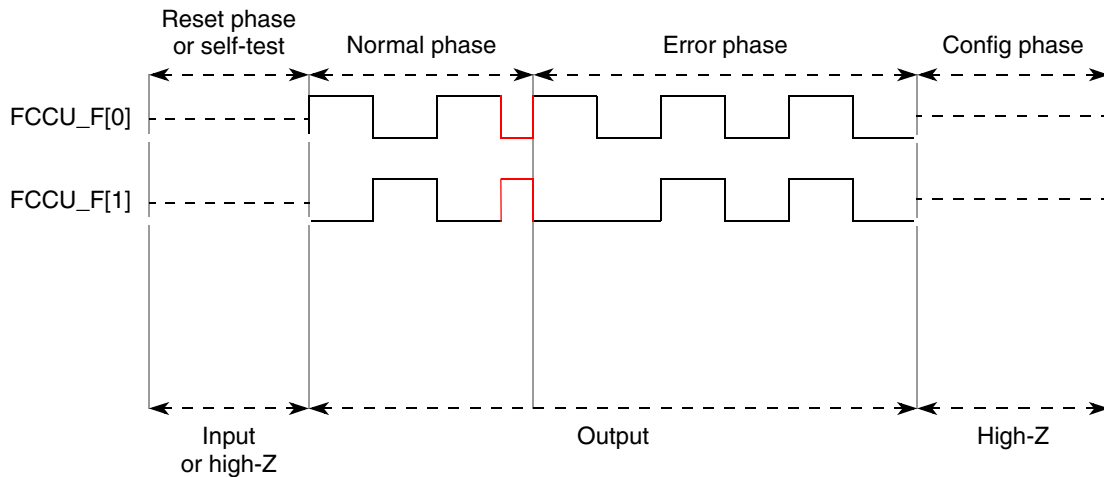 Reset phase
or self-test
Normal phase
Error phase
Config phase
FCCU_F[0]
FCCU_F[1]
Input
or high-Z
Output
High-Z